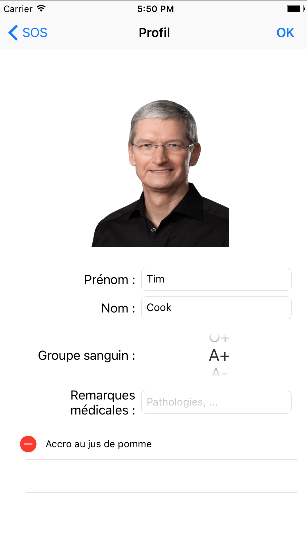 Carrier 5:50 PM
SOS Profil OK
Prénom : Tim
Nom : Cook
O+
Groupe sanguin : A+
A-
Remarques
médicales : Pathologies, ...
Accro au jus de pomme